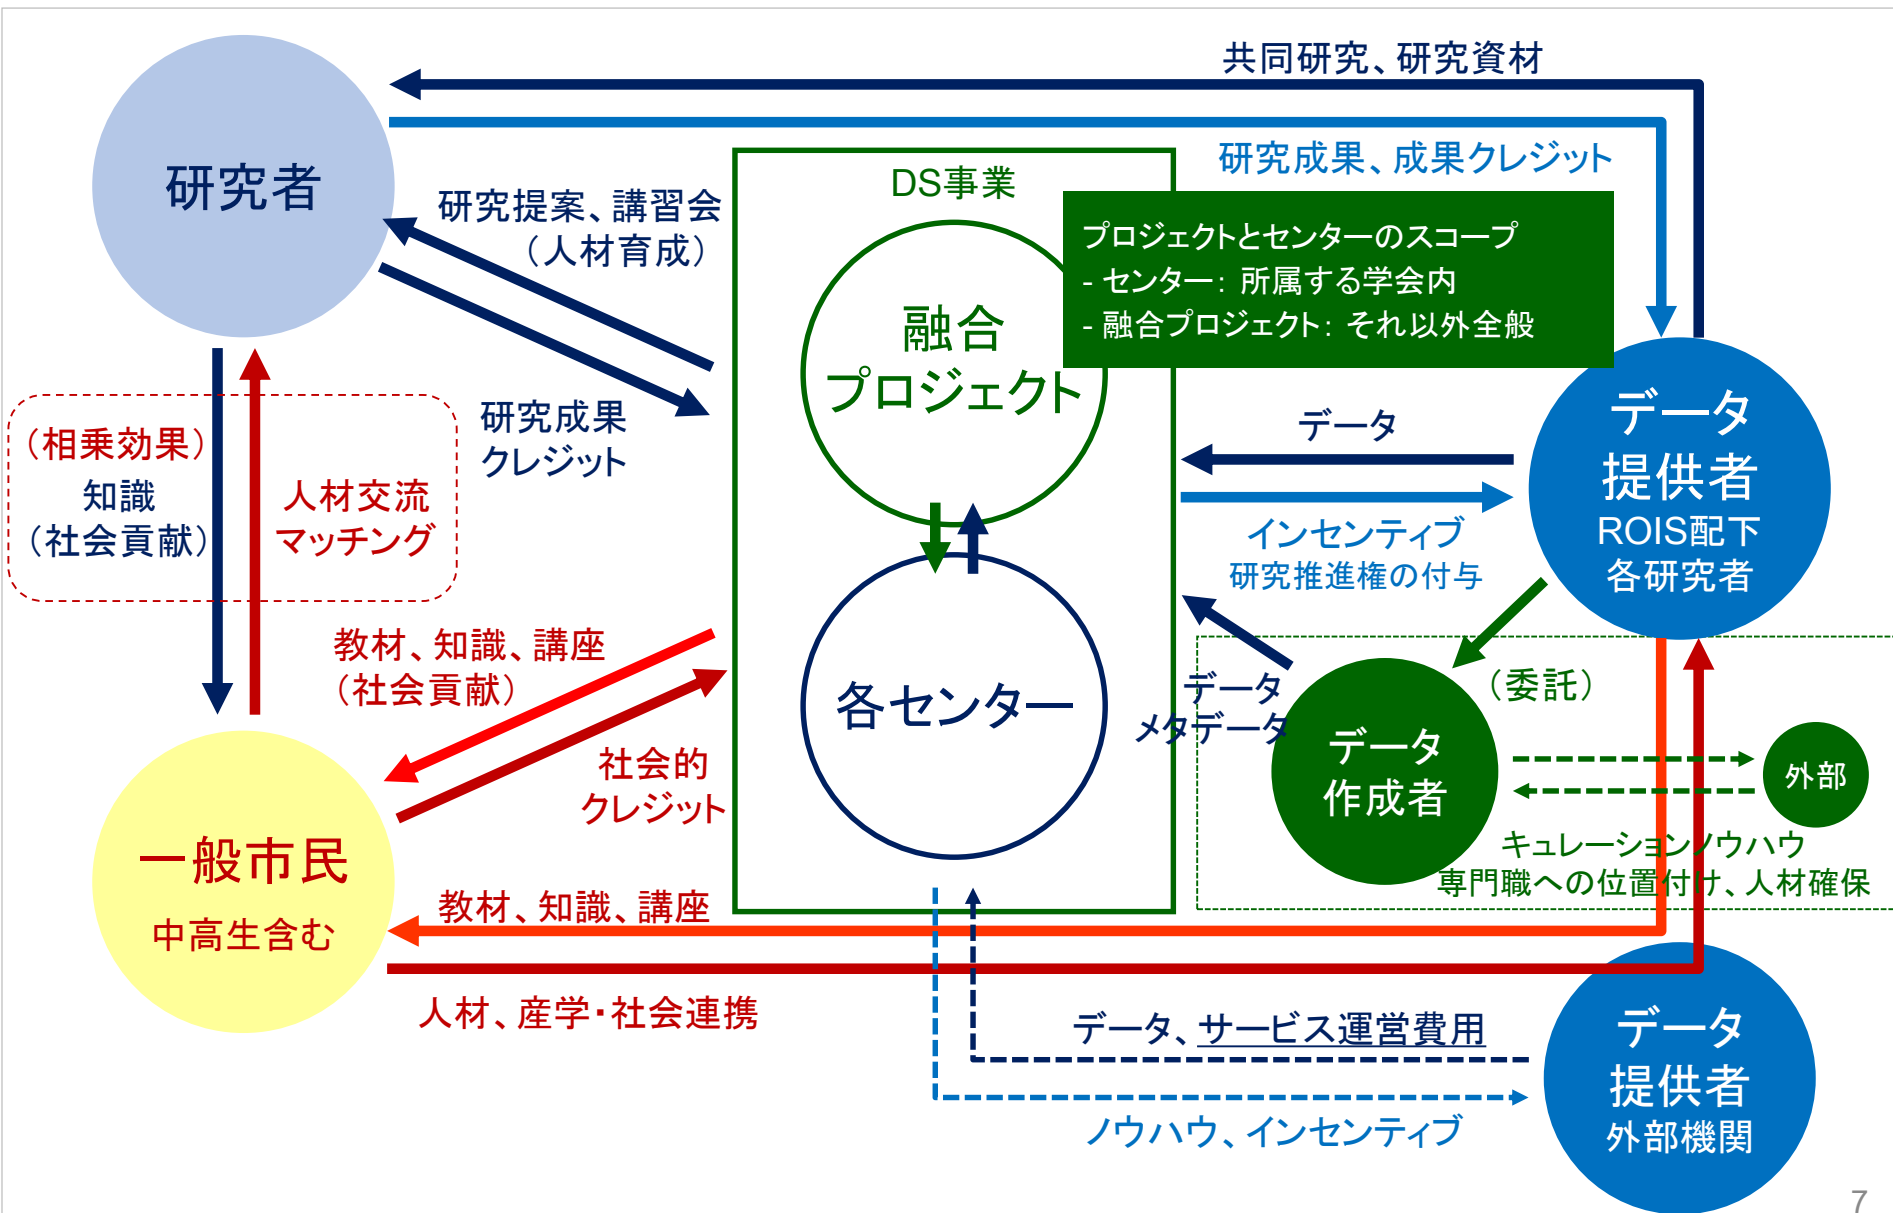 共同研究、研究資材
研究成果、成果クレジット
研究者
研究提案、講習会
（人材育成）
DS事業
プロジェクトとセンターのスコープ
- センター： 所属する学会内
- 融合プロジェクト： それ以外全般
融合
プロジェクト
研究成果
クレジット
データ
データ
提供者
ROIS配下
各研究者
（相乗効果）
知識
（社会貢献）
人材交流
マッチング
インセンティブ
研究推進権の付与
教材、知識、講座
（社会貢献）
各センター
データ
メタデータ
（委託）
データ
作成者
外部
社会的
クレジット
キュレーションノウハウ
専門職への位置付け、人材確保
一般市民
中高生含む
教材、知識、講座
人材、産学・社会連携
データ、サービス運営費用
ノウハウ、インセンティブ
データ
提供者
外部機関
7